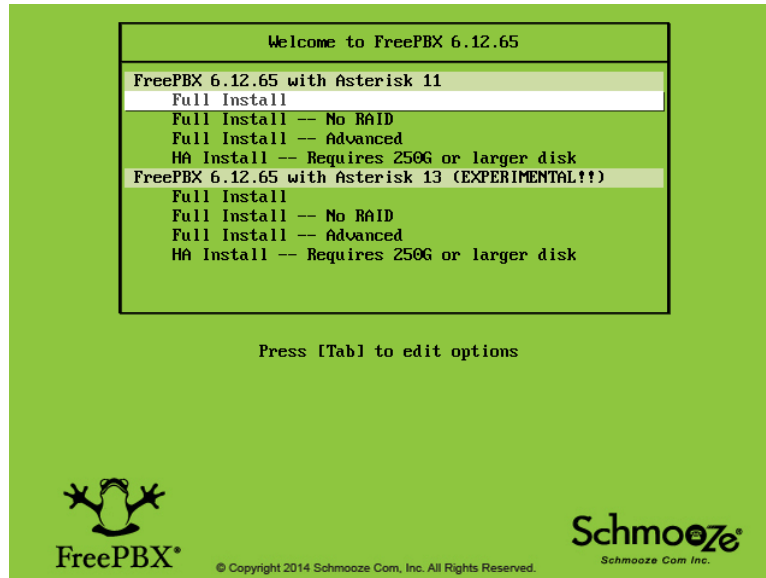 Welcome to FreePBX 6.12.65
FreePBX 6.12.65 with Asterisk 11
Full Install
Full Install -- No RAID
Full Install -- Advanced
HA Install -- Requires 250G or larger disk
FreePBX 6.12.65 with Asterisk 13 (EXPERIMENTAL!!)
Full Install
Full Install -- No RAID
Full Install -- Advanced
HA Install -- Requires 250G or larger disk
Press [Tab] to edit options
FreePBX®
© Copyright 2014 Schmooze Com, Inc. All Rights Reserved.
Schmooze®
Schmooze Com Inc.